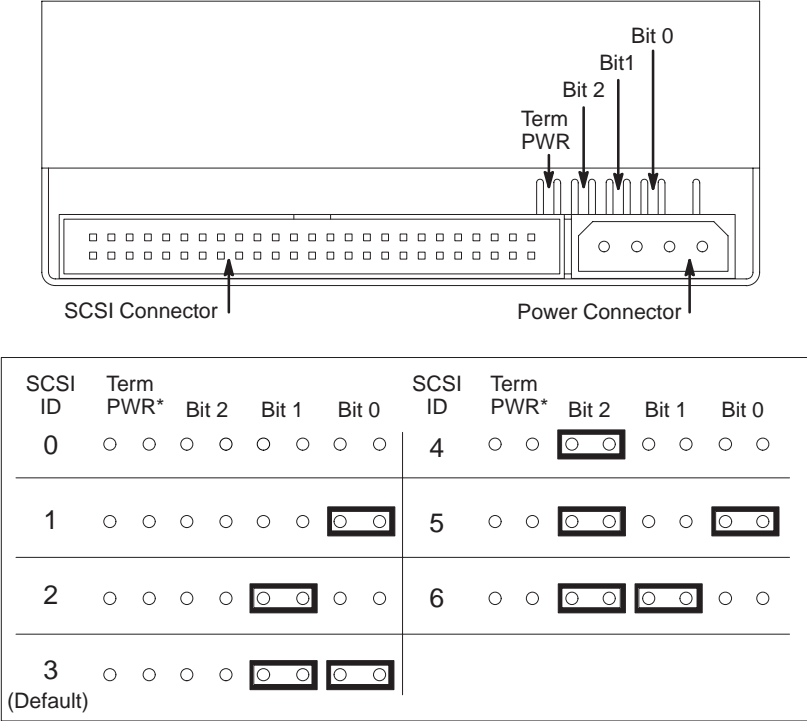 Bit 0
Bit1
Bit 2
Term
PWR
SCSI Connector
Power Connector
SCSI Term
ID PWR* Bit 2 Bit 1 Bit 0
0
1
2
3
(Default)
SCSI Term
ID PWR* Bit 2 Bit 1 Bit 0
4
5
6